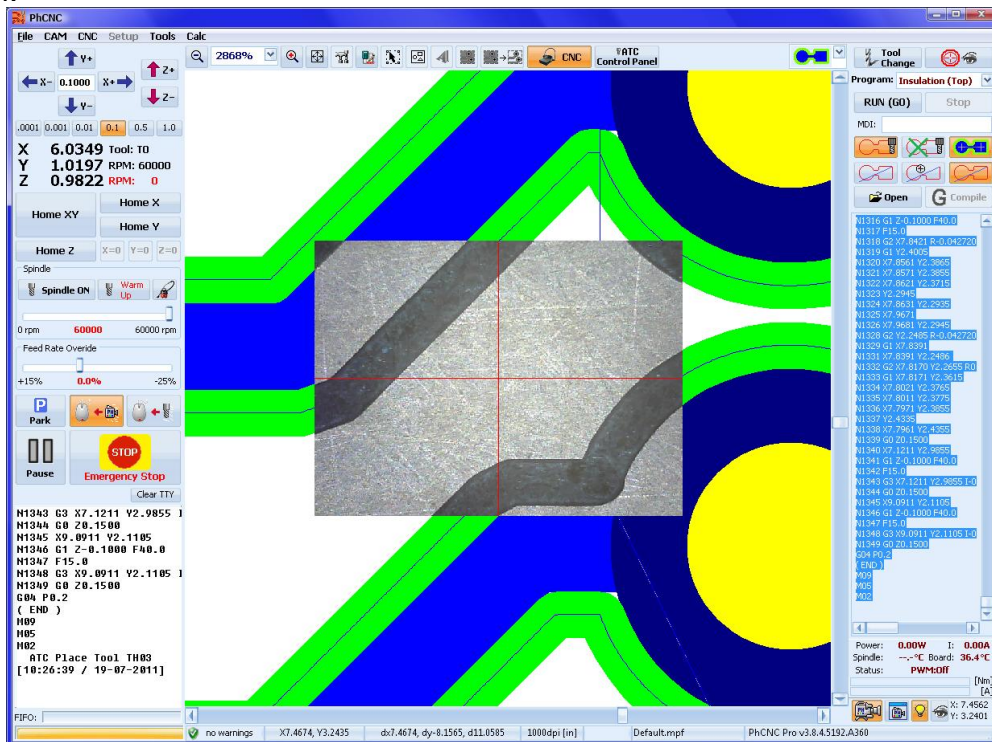 PhCNC
File CAM CNC Setup Tools Calc
Y+
X- 0.1000 X+
Y-
Z+
Z-
.0001 0.001 0.01 0.1 0.5 1.0
X 6.0349 Tool: T0
Y 1.0197 RPM: 60000
Z 0.9822 RPM: 0
Home XY
Home X
Home Y
Home Z X=0 Y=0 Z=0
Spindle
Spindle ON Warm Up
0 rpm 60000 60000 rpm
Feed Rate Overide
+15% 0.0% -25%
Park
Pause
STOP
Emergency Stop
Clear TTY
N1343 G3 X7.1211 Y2.9855 I
N1344 G0 Z0.1500
N1345 X9.0911 Y2.1105
N1346 G1 Z-0.1000 F40.0
N1347 F15.0
N1348 G3 X9.0911 Y2.1105 I
N1349 G0 Z0.1500
G04 P0.2
( END )
M09
M05
M02
ATC Place Tool TH03
[10:26:39 / 19-07-2011]
FIFO:
2868%
CNC
ATC
Control Panel
Tool
Change
Program: Insulation (Top)
RUN (GO) Stop
MDI:
Open G Compile
N1316 G1 Z-0.1000 F40.0
N1317 F15.0
N1318 G2 X7.8421 R-0.042720
N1319 G1 Y2.4005
N1320 X7.8561 Y2.3865
N1321 X7.8571 Y2.3855
N1322 X7.8621 Y2.3715
N1323 Y2.2945
N1324 X7.8631 Y2.2935
N1325 X7.9671
N1326 X7.9681 Y2.2945
N1328 G2 Y2.2485 R-0.042720
N1329 G1 X7.8391
N1331 X7.8391 Y2.2486
N1332 G2 X7.8170 Y2.2655 R0
N1333 G1 X7.8171 Y2.3615
N1334 X7.8021 Y2.3765
N1335 X7.8011 Y2.3775
N1336 X7.7971 Y2.3855
N1337 Y2.4335
N1338 X7.7961 Y2.4355
N1339 G0 Z0.1500
N1340 X7.1211 Y2.9855
N1341 G1 Z-0.1000 F40.0
N1342 F15.0
N1343 G3 X7.1211 Y2.9855 I-0
N1344 G0 Z0.1500
N1345 X9.0911 Y2.1105
N1346 G1 Z-0.1000 F40.0
N1347 F15.0
N1348 G3 X9.0911 Y2.1105 I-0
N1349 G0 Z0.1500
G04 P0.2
( END )
M09
M05
M02
Power: 0.00W I: 0.00A
Spindle: --.-°C Board: 36.4°C
Status: PWM:Off
[Nm]
[A]
X: 7.4562
Y: 3.2401
no warnings X7.4674, Y3.2435 dx7.4674, dy-8.1565, d11.0585 1000dpi [in] Default.mpf PhCNC Pro v3.8.4.5192.A360